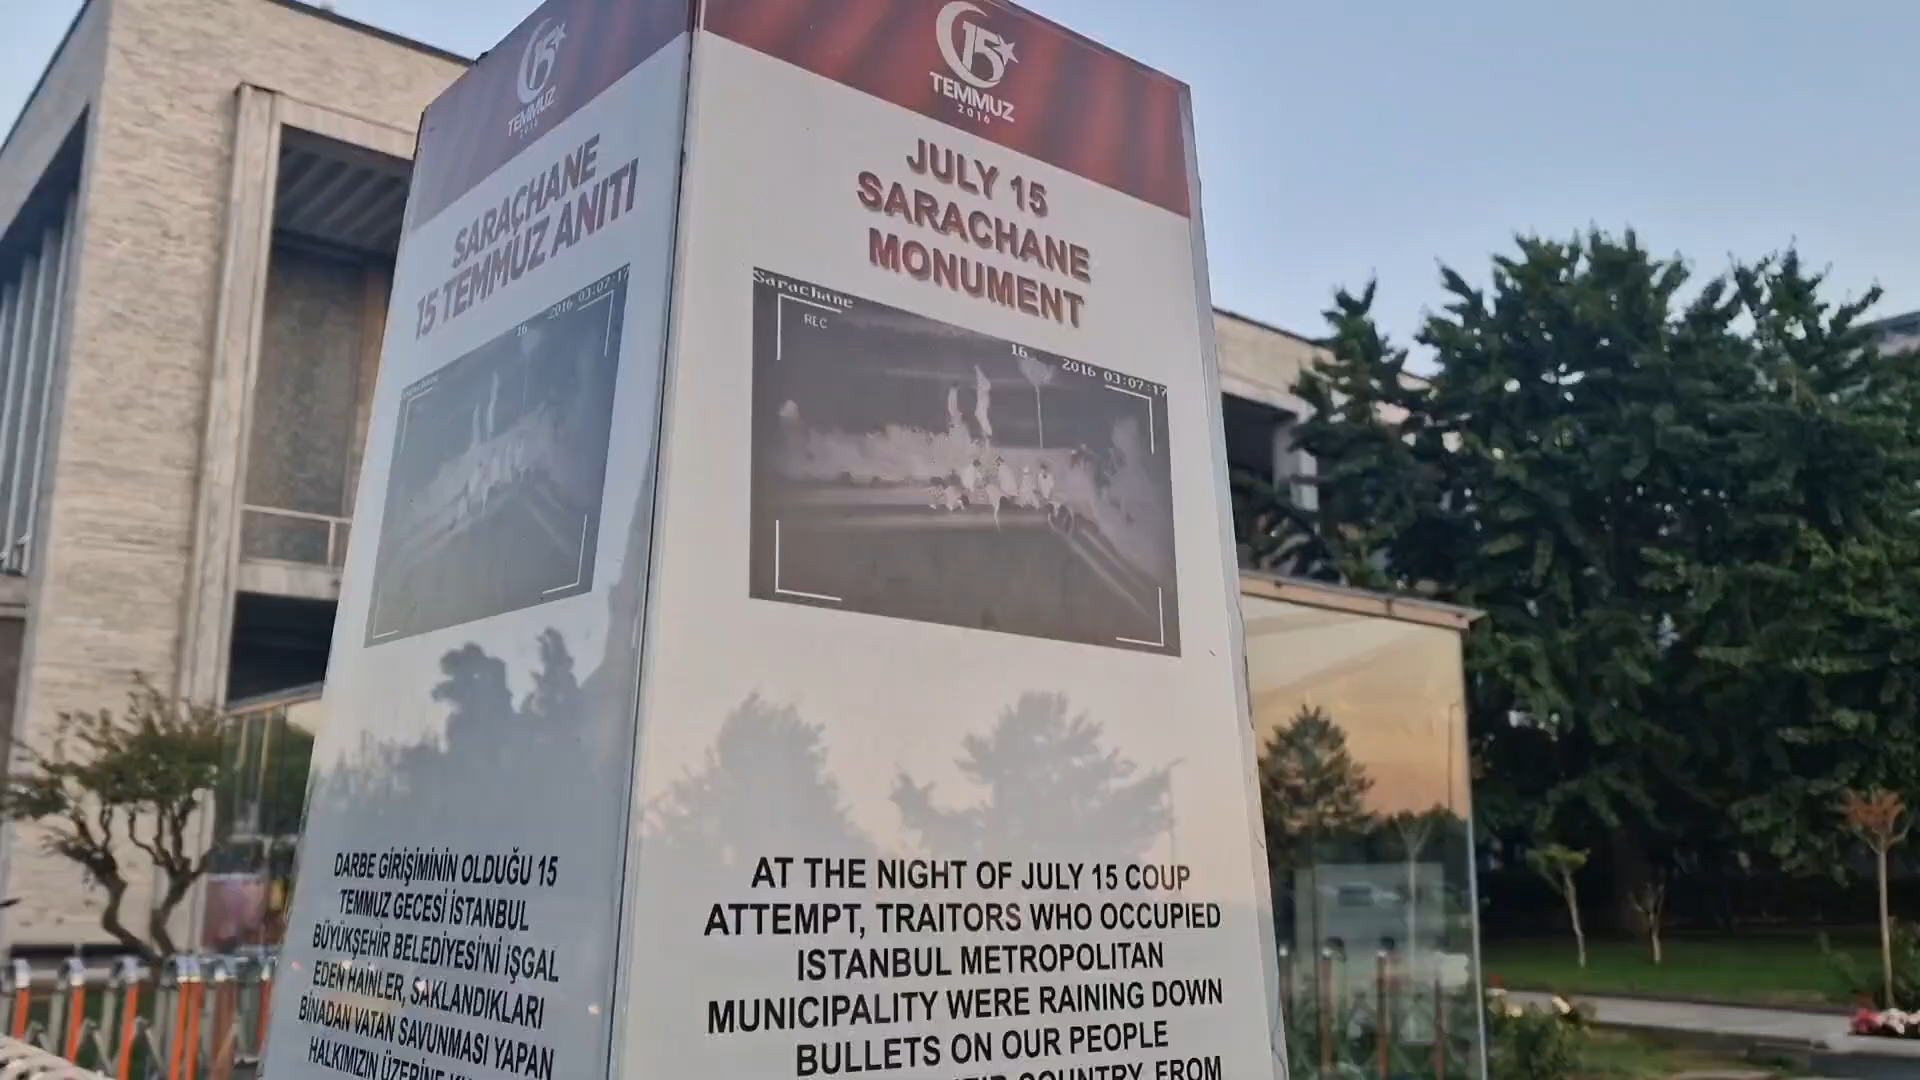 15
TEMMUZ
2016
SARAÇHANE
15 TEMMUZ ANITI
16 2016 03:07:17
DARBE GİRİŞİMİNİN OLDUĞU 15
TEMMUZ GECESİ İSTANBUL
BÜYÜKŞEHİR BELEDİYESİ'Nİ İŞGAL
EDEN HAİNLER, SAKLANDIKLARI
BİNADAN VATAN SAVUNMASI YAPAN
HALKIMIZIN ÜZERİNE
15
TEMMUZ
2016
JULY 15
SARACHANE
MONUMENT
Sarachane
REC
16 2016 03:07:17
AT THE NIGHT OF JULY 15 COUP
ATTEMPT, TRAITORS WHO OCCUPIED
ISTANBUL METROPOLITAN
MUNICIPALITY WERE RAINING DOWN
BULLETS ON OUR PEOPLE
COUNTRY FROM